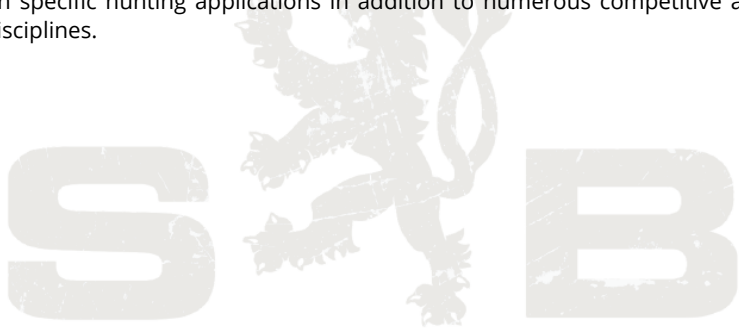 specific hunting applications in addition to numerous competitive
isciplines.
S B